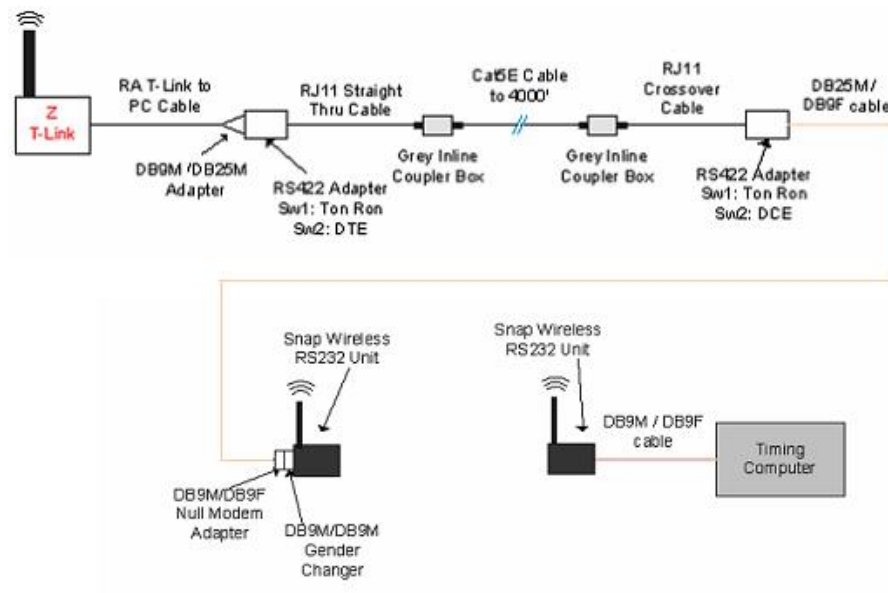 Z
T-Link
RA T-Link to
PC Cable
DB9M /DB25M
Adapter
RJ11 Straight
Thru Cable
RS422 Adapter
Sw1: Ton Ron
Sw2: DTE
Grey Inline
Coupler Box
Cat5E Cable
to 4000'
Grey Inline
Coupler Box
RJ11
Crossover
Cable
RS422 Adapter
Sw1: Ton Ron
Sw2: DCE
DB25M/
DB9F cable
Snap Wireless
RS232 Unit
DB9M/DB9F
Null Modem
Adapter
DB9M/DB9M
Gender
Changer
Snap Wireless
RS232 Unit
DB9M / DB9F
cable
Timing
Computer